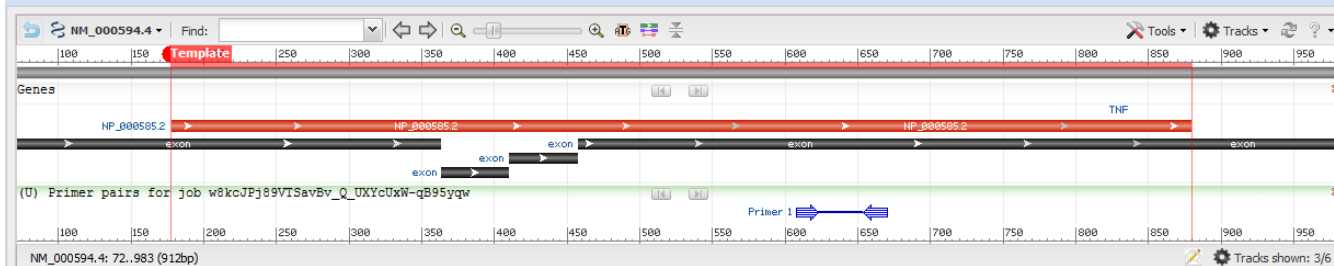 NM_000594.4 Find: ATG Tools Tracks ?
100 150 Template 250 300 350 400 450 500 550 600 650 700 750 800 850 900 950
Genes
TNF
NP_000585.2 NP_000585.2 NP_000585.2
exon exon exon exon
exon
exon
(U) Primer pairs for job w8kcJPj89VTSavBv_Q_UXYcUxW-qB95yqw
Primer 1
100 150 200 250 300 350 400 450 500 550 600 650 700 750 800 850 900 950
NM_000594.4: 72..983 (912bp) Tracks shown: 3/6